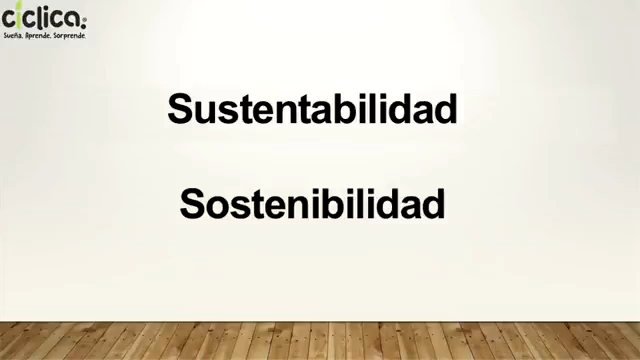 cíclica®
Sueña. Aprende. Sorprende.
Sustentabilidad
Sostenibilidad